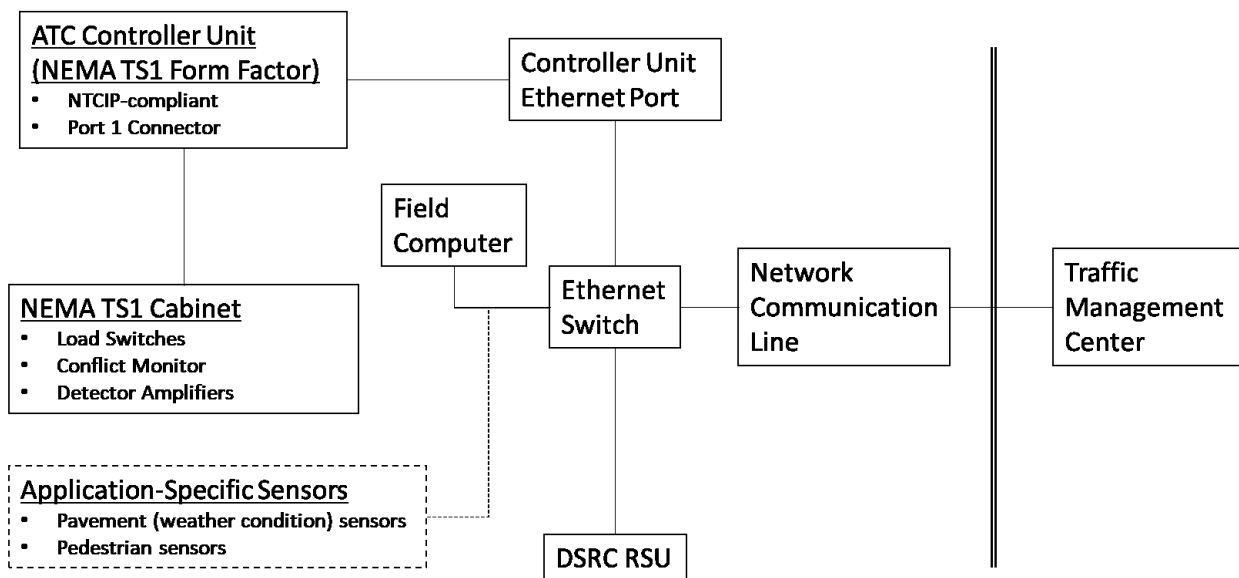 ATC Controller Unit
(NEMA TS1 Form Factor)
▪ NTCIP-compliant
▪ Port 1 Connector
Controller Unit
Ethernet Port
Field
Computer
Ethernet
Switch
Network
Communication
Line
Traffic
Management
Center
NEMA TS1 Cabinet
▪ Load Switches
▪ Conflict Monitor
▪ Detector Amplifiers
Application-Specific Sensors
▪ Pavement (weather condition) sensors
▪ Pedestrian sensors
DSRC RSU